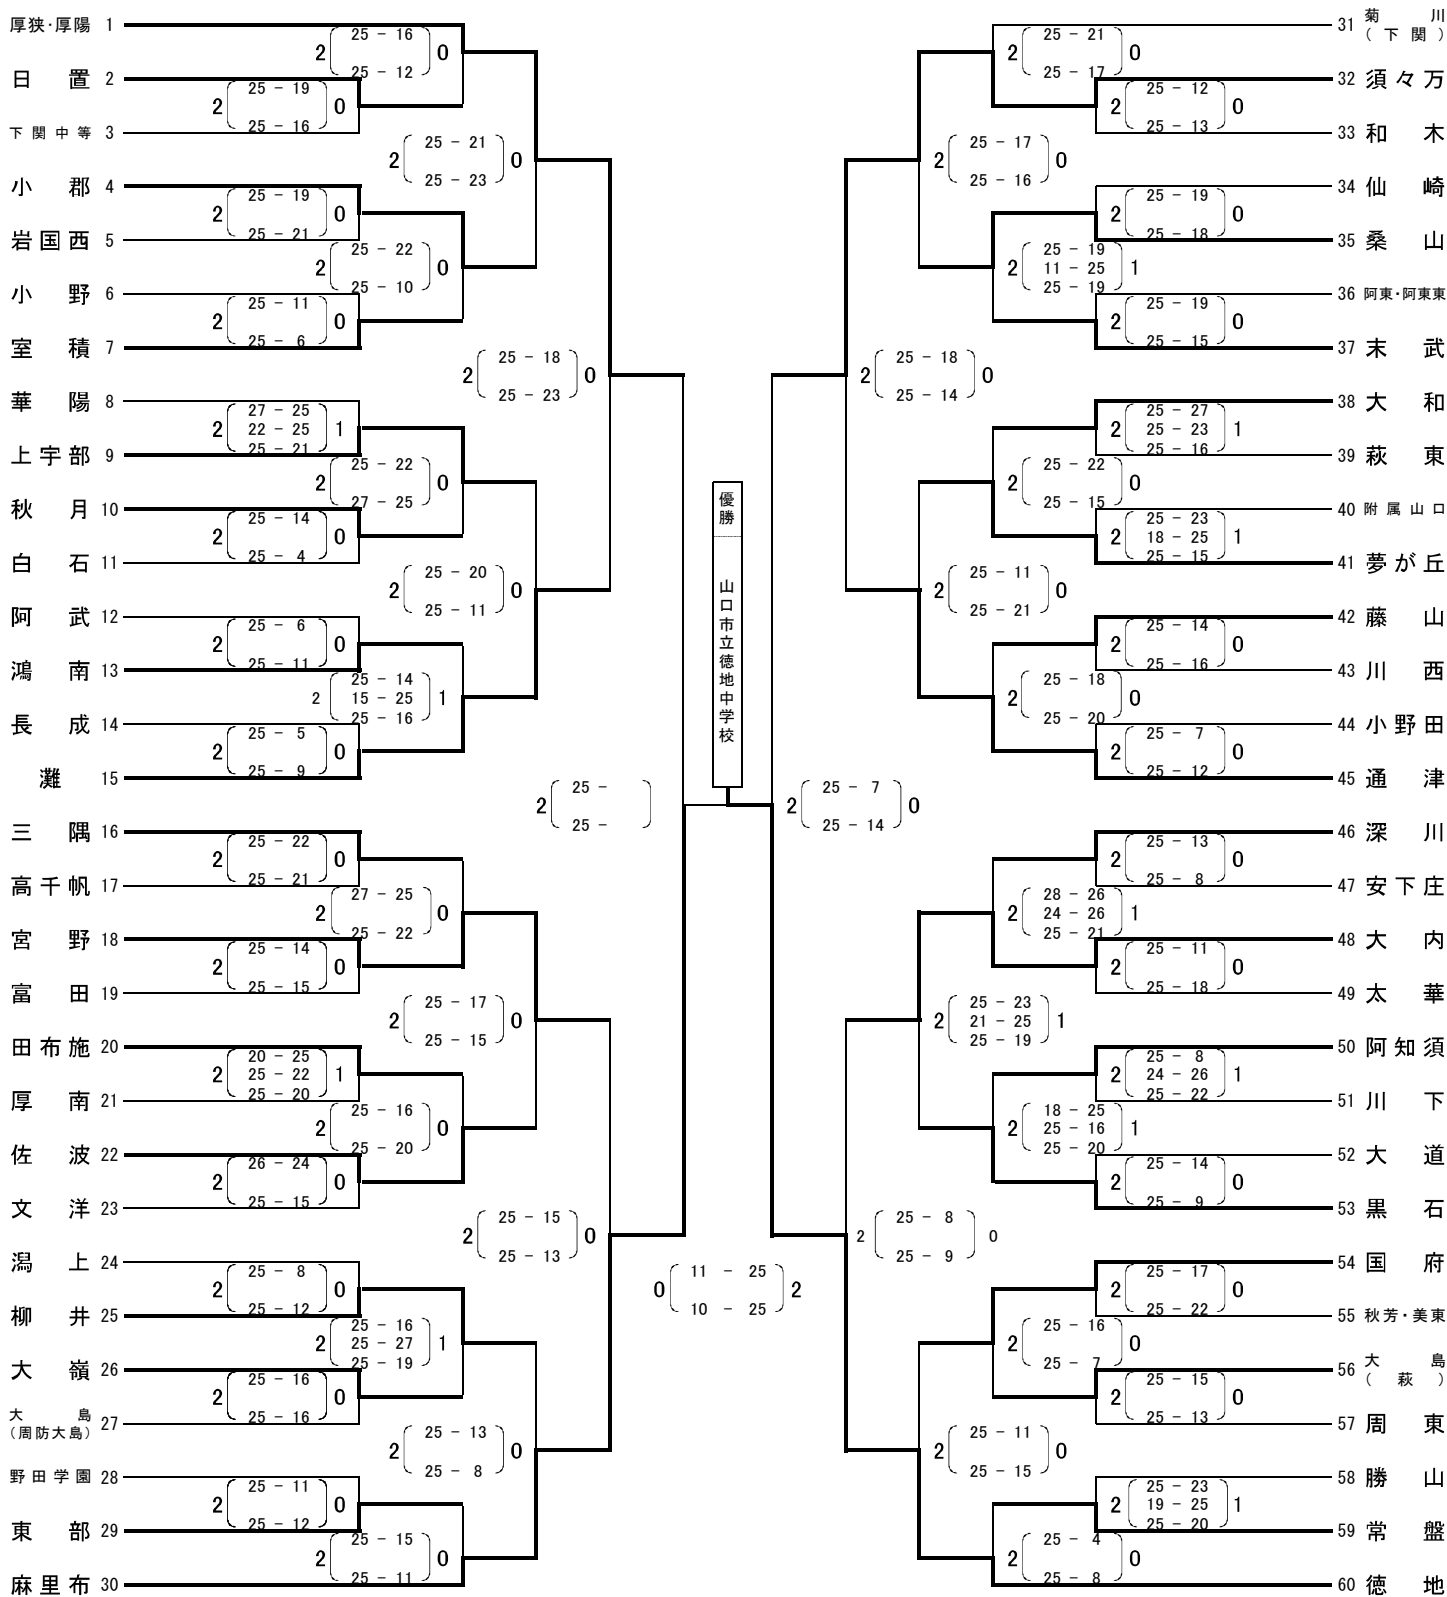 厚狭・厚陽 1
日置 2
下関中等 3
小郡 4
岩国西 5
小野 6
室積 7
華陽 8
上宇部 9
秋月 10
白石 11
阿武 12
鴻南 13
長成 14
灘 15
三隅 16
高千帆 17
宮野 18
富田 19
田布施 20
厚南 21
佐波 22
文洋 23
潟上 24
柳井 25
大嶺 26
大島
(周防大島) 27
野田学園 28
東部 29
麻里布 30
2 25 - 19 0
25 - 16
2 25 - 19 0
25 - 21
2 25 - 11 0
25 - 6
2 27 - 25 1
22 - 25
25 - 21
2 25 - 14 0
25 - 4
2 25 - 6 0
25 - 11
2 25 - 5 0
25 - 9
2 25 - 22 0
25 - 21
2 25 - 14 0
25 - 15
2 20 - 25 1
25 - 22
25 - 20
2 26 - 24 0
25 - 15
2 25 - 8 0
25 - 12
2 25 - 16 0
25 - 16
2 25 - 11 0
25 - 12
2 25 - 16 0
25 - 12
2 25 - 22 0
25 - 10
2 25 - 22 0
27 - 25
2 25 - 14 1
15 - 25
25 - 16
2 27 - 25 0
25 - 22
2 25 - 16 0
25 - 20
2 25 - 16 1
25 - 27
25 - 19
2 25 - 15 0
25 - 11
2 25 - 21 0
25 - 23
2 25 - 20 0
25 - 11
2 25 - 17 0
25 - 15
2 25 - 13 0
25 - 8
2 25 - 18 0
25 - 23
2 25 - 15 0
25 - 13
2 25 -
25 -
優勝
山口市立徳地中学校
0 11 - 25 2
10 - 25
2 25 - 7 0
25 - 14
2 25 - 18 0
25 - 14
2 25 - 8 0
25 - 9
2 25 - 17 0
25 - 16
2 25 - 11 0
25 - 21
2 25 - 23 1
21 - 25
25 - 19
2 25 - 11 0
25 - 15
2 25 - 21 0
25 - 17
2 25 - 19 1
11 - 25
25 - 19
2 25 - 22 0
25 - 15
2 25 - 18 0
25 - 20
2 28 - 26 1
24 - 26
25 - 21
2 18 - 25 1
25 - 16
25 - 20
2 25 - 16 0
25 - 7
2 25 - 4 0
25 - 8
2 25 - 12 0
25 - 13
2 25 - 19 0
25 - 18
2 25 - 19 0
25 - 15
2 25 - 27 1
25 - 23
25 - 16
2 25 - 23 1
18 - 25
25 - 15
2 25 - 14 0
25 - 16
2 25 - 7 0
25 - 12
2 25 - 13 0
25 - 8
2 25 - 11 0
25 - 18
2 25 - 8 1
24 - 26
25 - 22
2 25 - 14 0
25 - 9
2 25 - 17 0
25 - 22
2 25 - 15 0
25 - 13
2 25 - 23 1
19 - 25
25 - 20
31 菊川
(下関)
32 須々万
33 和木
34 仙崎
35 桑山
36 阿東・阿東東
37 末武
38 大和
39 萩東
40 附属山口
41 夢が丘
42 藤山
43 川西
44 小野田
45 通津
46 深川
47 安下庄
48 大内
49 太華
50 阿知須
51 川下
52 大道
53 黒石
54 国府
55 秋芳・美東
56 大島
(萩)
57 周東
58 勝山
59 常盤
60 徳地